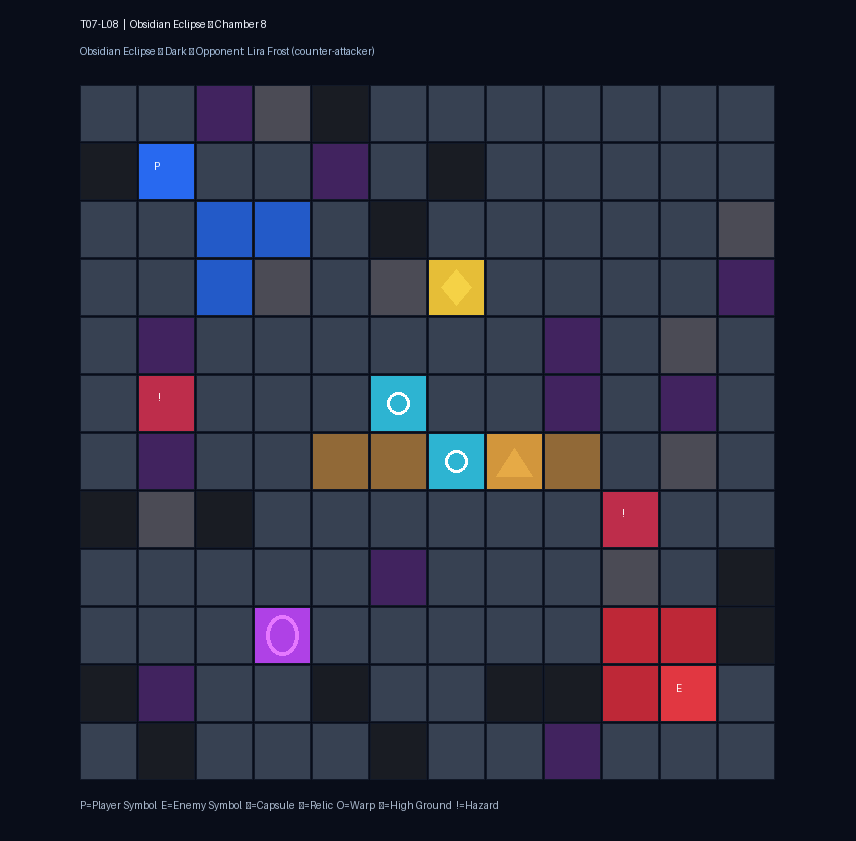 T07-L08 | Obsidian Eclipse ☒ Chamber 8
Obsidian Eclipse ☒ Dark ☒ Opponent: Lira Frost (counter-attacker)
P
!
!
E
P=Player Symbol E=Enemy Symbol ☒=Capsule ☒=Relic O=Warp ☒=High Ground !=Hazard